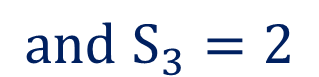 and S₃ = 2